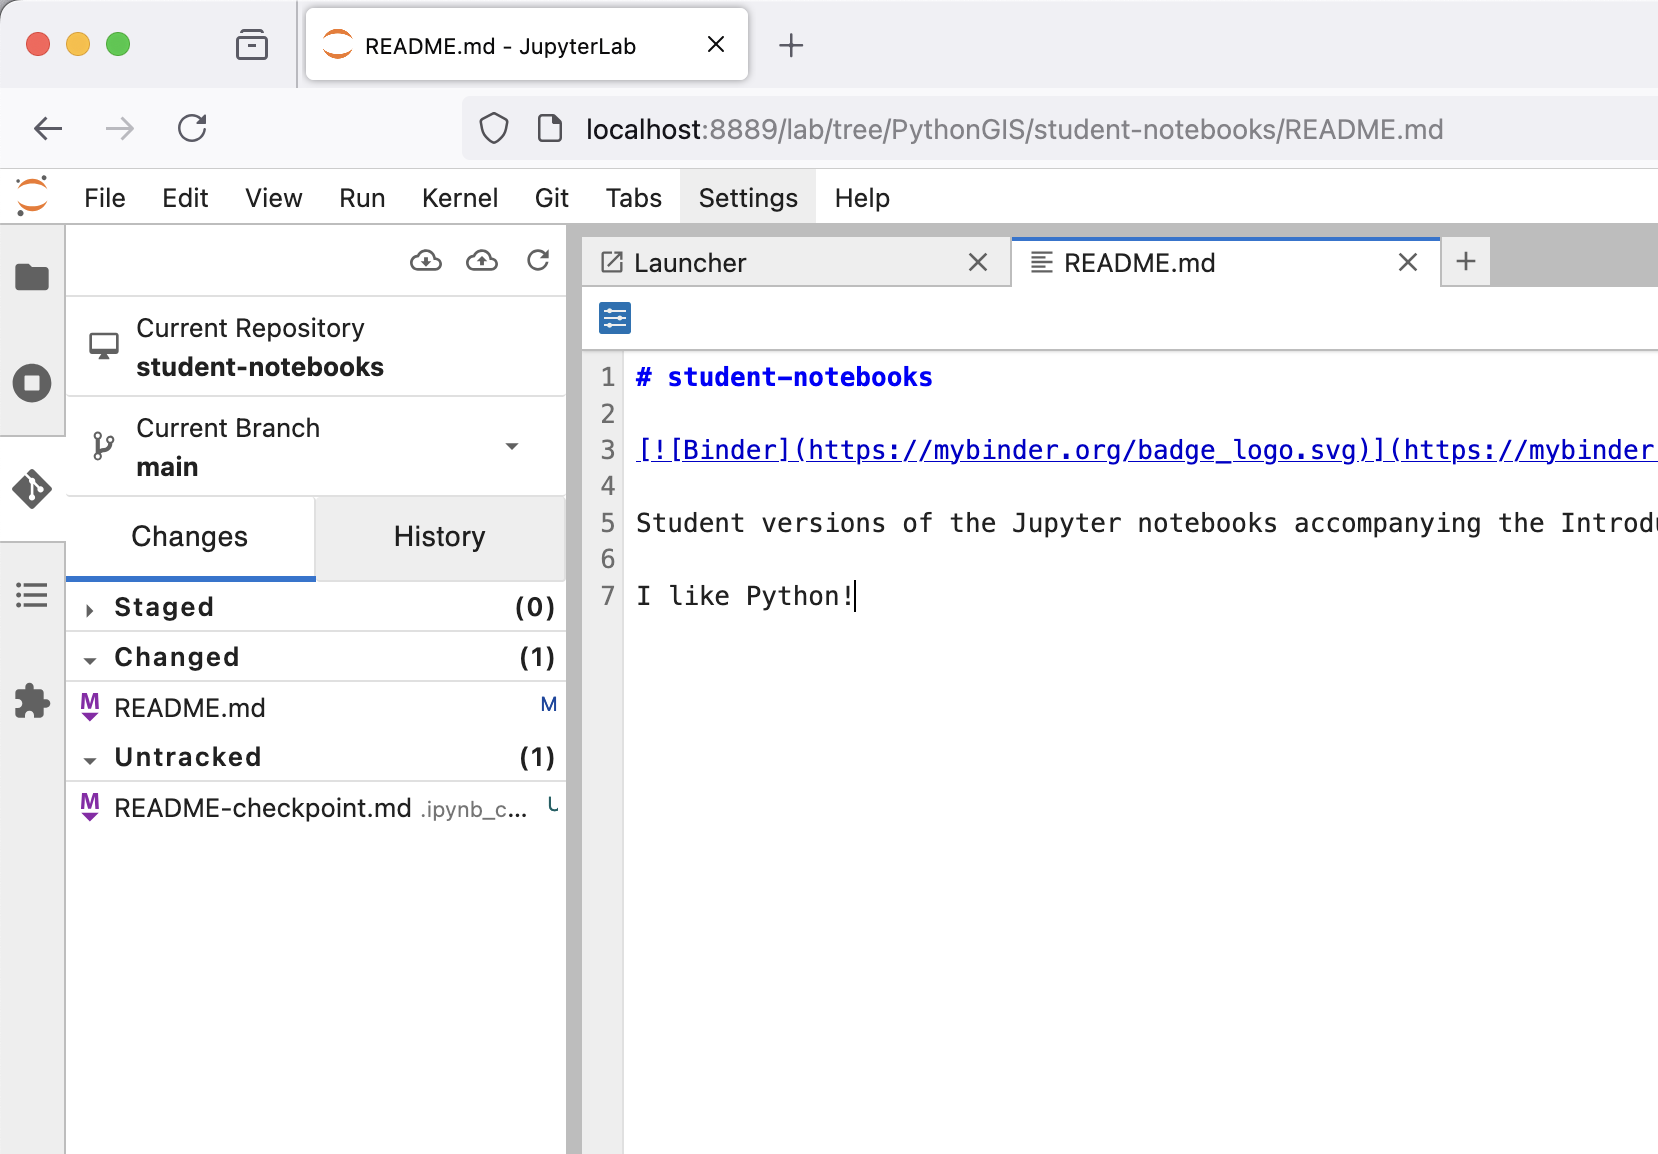 README.md - JupyterLab
localhost:8889/lab/tree/PythonGIS/student-notebooks/README.md
File Edit View Run Kernel Git Tabs Settings Help
Current Repository
student-notebooks
Current Branch
main
Changes History
Staged (0)
Changed (1)
M README.md M
Untracked (1)
M README-checkpoint.md .ipynb_c... U
Launcher README.md
1 # student-notebooks
2
3 [![Binder](https://mybinder.org/badge_logo.svg)](https://mybinder.
4
5 Student versions of the Jupyter notebooks accompanying the Introdu
6
7 I like Python!